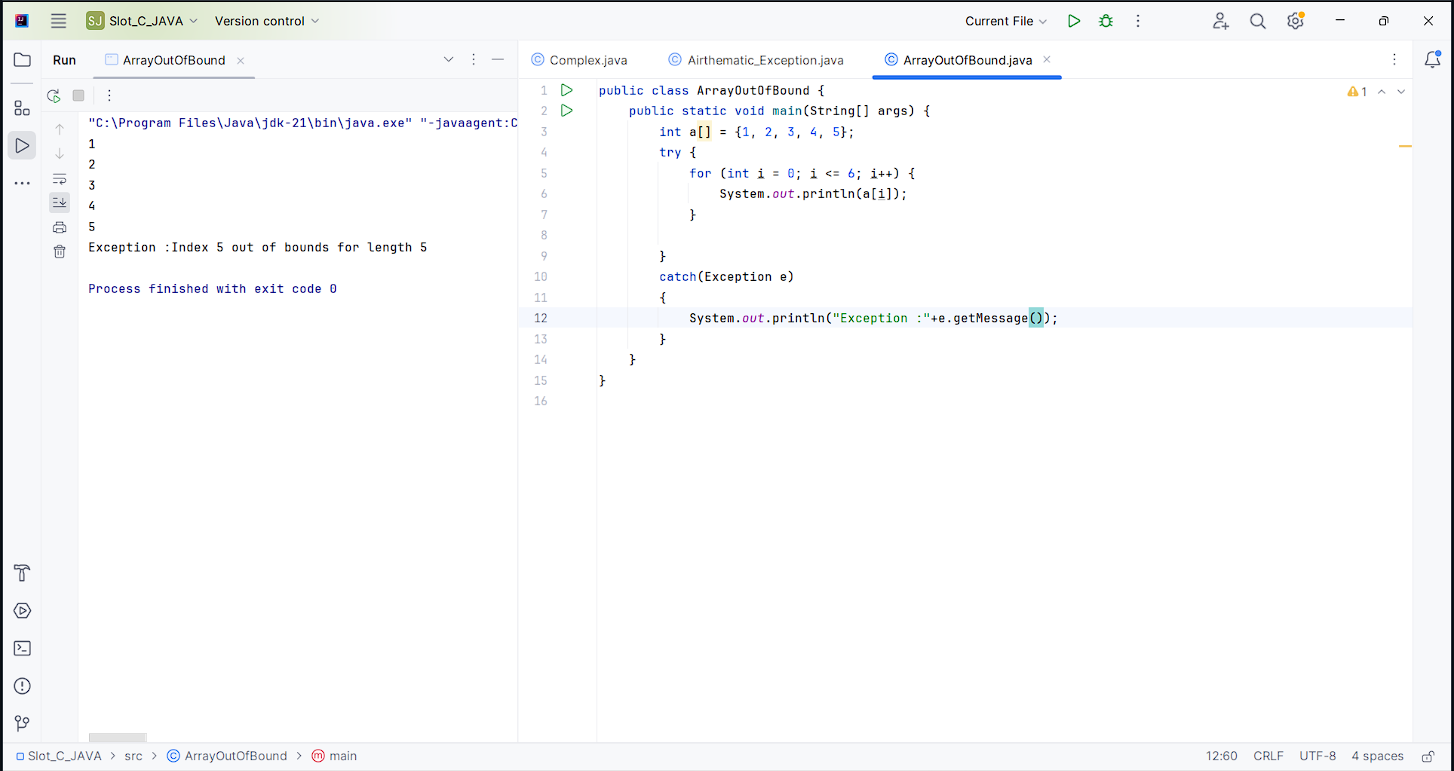 SJ Slot_C_JAVA Version control Current File
Run ArrayOutOfBound
"C:\Program Files\Java\jdk-21\bin\java.exe" "-javaagent:C
1
2
3
4
5
Exception :Index 5 out of bounds for length 5
Process finished with exit code 0
Complex.java Airthematic_Exception.java ArrayOutOfBound.java
1 public class ArrayOutOfBound {
2 public static void main(String[] args) {
3 int a[] = {1, 2, 3, 4, 5};
4 try {
5 for (int i = 0; i <= 6; i++) {
6 System.out.println(a[i]);
7 }
8
9 }
10 catch(Exception e)
11 {
12 System.out.println("Exception :"+e.getMessage());
13 }
14 }
15 }
16
1
Slot_C_JAVA > src > ArrayOutOfBound > main
12:60 CRLF UTF-8 4 spaces